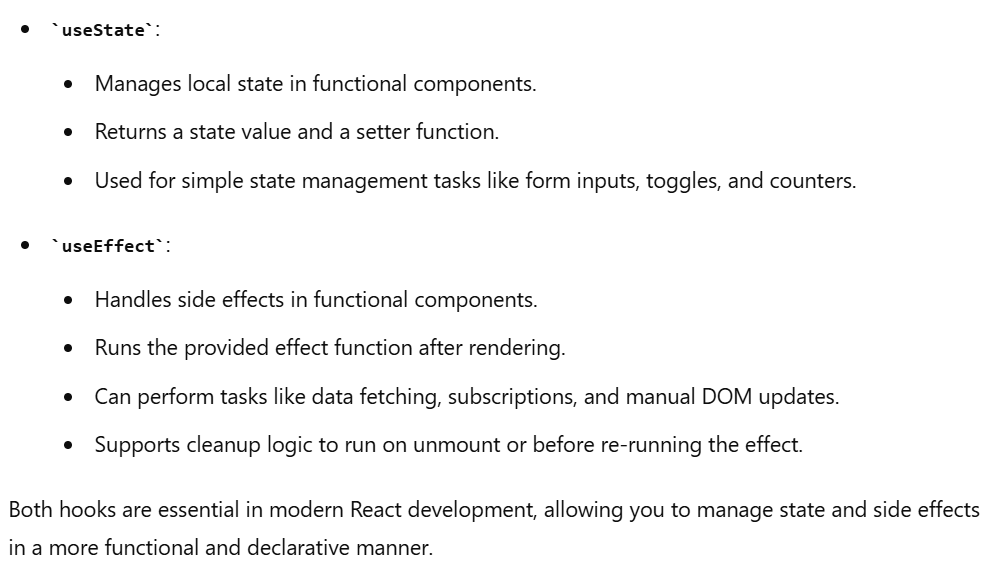 • `useState`:
• Manages local state in functional components.
• Returns a state value and a setter function.
• Used for simple state management tasks like form inputs, toggles, and counters.
• `useEffect`:
• Handles side effects in functional components.
• Runs the provided effect function after rendering.
• Can perform tasks like data fetching, subscriptions, and manual DOM updates.
• Supports cleanup logic to run on unmount or before re-running the effect.
Both hooks are essential in modern React development, allowing you to manage state and side effects
in a more functional and declarative manner.